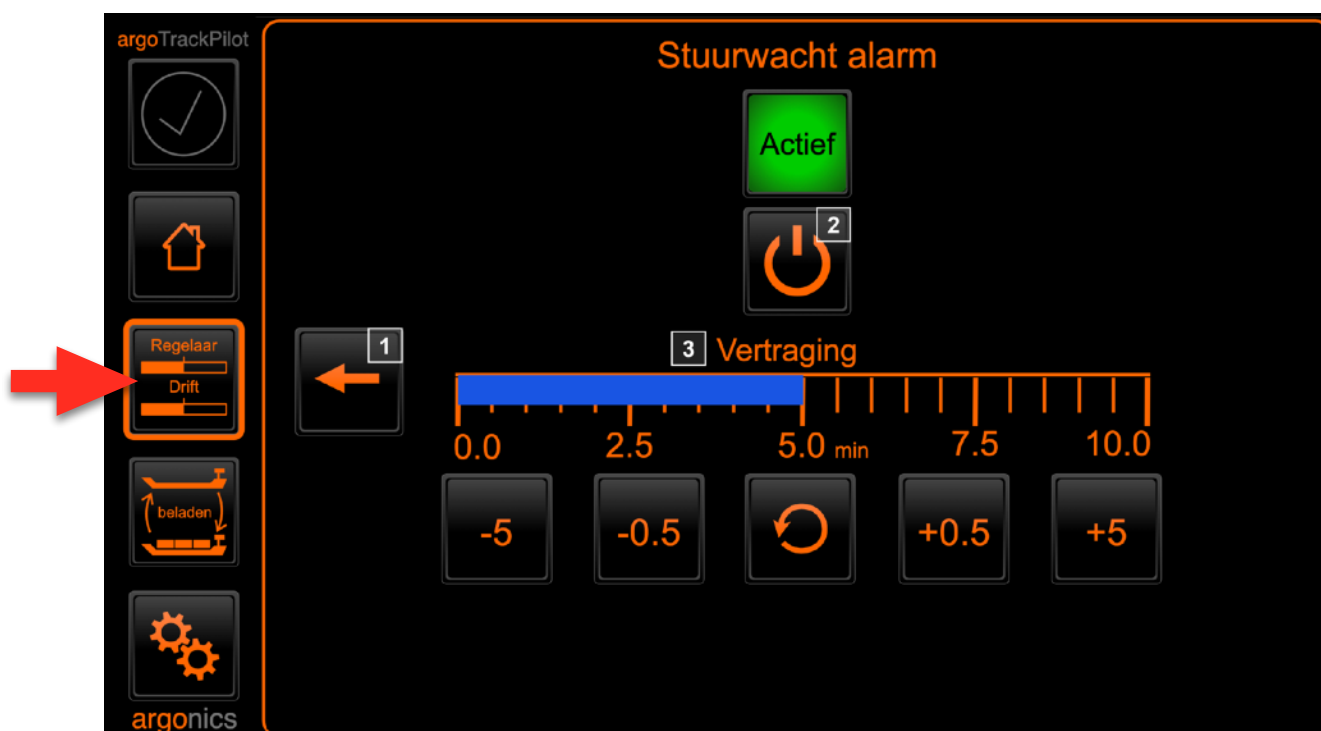 argoTrackPilot
Stuurwacht alarm
Actief
2
Regelaar
Drift
1
3 Vertraging
0.0 2.5 5.0 min 7.5 10.0
beladen
-5 -0.5 +0.5 +5
argonics